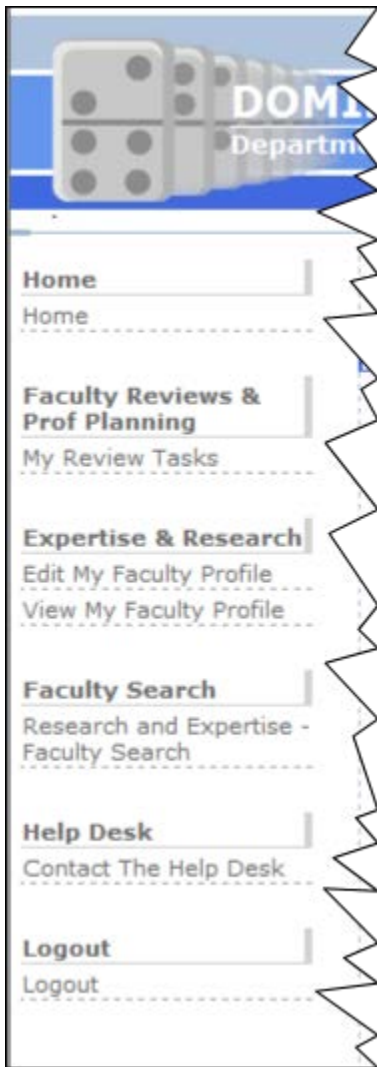 Home
Home
Faculty Reviews &
Prof Planning
My Review Tasks
Expertise & Research
Edit My Faculty Profile
View My Faculty Profile
Faculty Search
Research and Expertise -
Faculty Search
Help Desk
Contact The Help Desk
Logout
Logout